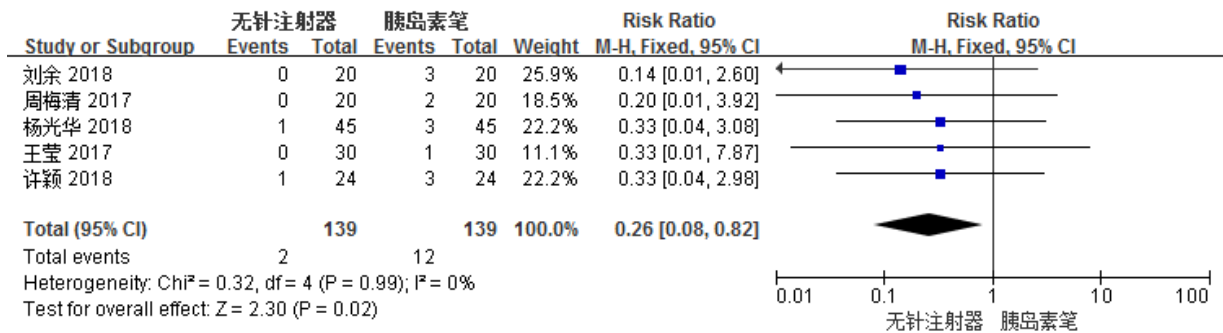 无针注射器 胰岛素笔 Risk Ratio Risk Ratio
Study or Subgroup Events Total Events Total Weight M-H, Fixed, 95% CI M-H, Fixed, 95% CI
刘余 2018 0 20 3 20 25.9% 0.14 [0.01, 2.60]
周梅清 2017 0 20 2 20 18.5% 0.20 [0.01, 3.92]
杨光华 2018 1 45 3 45 22.2% 0.33 [0.04, 3.08]
王莹 2017 0 30 1 30 11.1% 0.33 [0.01, 7.87]
许颖 2018 1 24 3 24 22.2% 0.33 [0.04, 2.98]
Total (95% CI) 139 139 100.0% 0.26 [0.08, 0.82]
Total events 2 12
Heterogeneity: Chi² = 0.32, df = 4 (P = 0.99); I² = 0%
Test for overall effect: Z = 2.30 (P = 0.02)
0.01 0.1 1 10 100
无针注射器 胰岛素笔